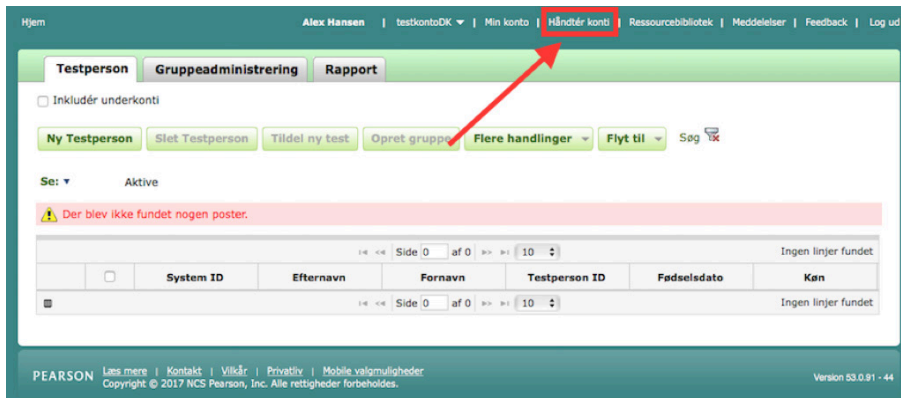 Hjem Alex Hansen | testkontoDK ▼ | Min konto | Håndtér konti | Ressourcebibliotek | Meddelelser | Feedback | Log ud
Testperson Gruppeadministrering Rapport
Inkludér underkonti
Ny Testperson Slet Testperson Tildel ny test Opret gruppe Flere handlinger Flyt til Søg
Se: ▼ Aktive
Der blev ikke fundet nogen poster.
Side 0 af 0 10 Ingen linjer fundet
System ID Efternavn Fornavn Testperson ID Fødselsdato Køn
Side 0 af 0 10 Ingen linjer fundet
PEARSON Læs mere | Kontakt | Vilkår | Privatliv | Mobile valgmuligheder
Copyright © 2017 NCS Pearson, Inc. Alle rettigheder forbeholdes. Version 53.0.91 - 44